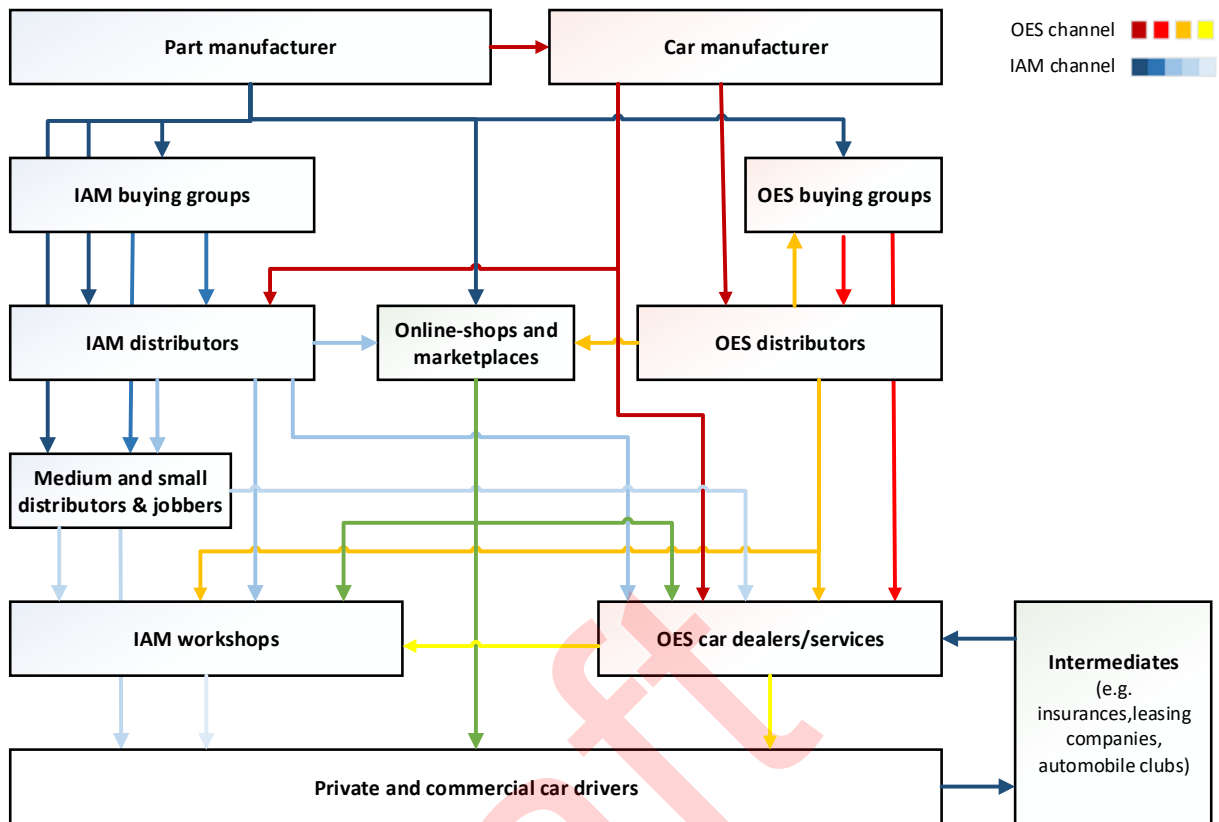 Part manufacturer
Car manufacturer
OES channel
IAM channel
IAM buying groups
OES buying groups
IAM distributors
Online-shops and
marketplaces
OES distributors
Medium and small
distributors & jobbers
IAM workshops
OES car dealers/services
Intermediates
(e.g.
insurances,leasing
companies,
automobile clubs)
Private and commercial car drivers